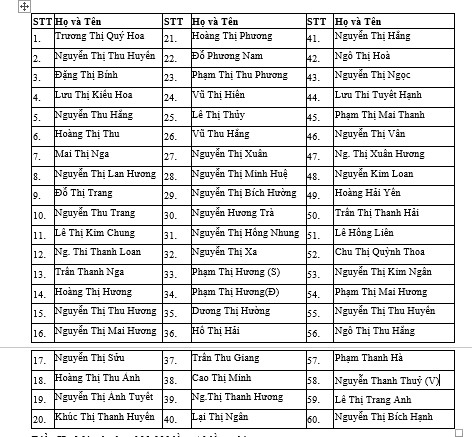 STT Họ và Tên STT Họ và Tên STT Họ và Tên
1. Trương Thị Quý Hoa 21. Hoàng Thị Phương 41. Nguyễn Thị Hằng
2. Nguyễn Thị Thu Huyền 22. Đỗ Phương Nam 42. Ngô Thị Hoà
3. Đặng Thị Bính 23. Phạm Thị Thu Phương 43. Nguyễn Thị Ngọc
4. Lưu Thị Kiều Hoa 24. Vũ Thị Hiên 44. Lưu Thi Tuyết Hạnh
5. Nguyễn Thu Hằng 25. Lê Thị Thủy 45. Phạm Thị Mai Thanh
6. Hoàng Thị Thu 26. Vũ Thu Hằng 46. Nguyễn Thị Vân
7. Mai Thị Nga 27. Nguyễn Thị Xuân 47. Ng. Thị Xuân Hương
8. Nguyễn Thị Lan Hương 28. Nguyễn Thị Minh Huệ 48. Nguyễn Kim Loan
9. Đỗ Thị Trang 29. Nguyễn Thị Bích Hường 49. Hoàng Hải Yến
10. Nguyễn Thu Trang 30. Nguyễn Hương Trà 50. Trần Thị Thanh Hải
11. Lê Thị Kim Chung 31. Nguyễn Thị Hồng Nhung 51. Lê Hồng Liên
12. Ng. Thi Thanh Loan 32. Nguyễn Thị Xa 52. Chu Thị Quỳnh Thoa
13. Trần Thanh Nga 33. Phạm Thị Hương (S) 53. Nguyễn Thị Kim Ngân
14. Hoàng Thị Hương 34. Phạm Thị Hương(Đ) 54. Phạm Thị Mai Hương
15. Nguyễn Thị Thu Hương 35. Dương Thị Hường 55. Nguyễn Thị Thu Huyền
16. Nguyễn Thị Mai Hương 36. Hồ Thị Hải 56. Ngô Thị Thu Hằng
17. Nguyễn Thị Sửu 37. Trần Thu Giang 57. Phạm Thanh Hà
18. Hoàng Thị Thu Ánh 38. Cao Thị Minh 58. Nguyễn Thanh Thuỷ (V)
19. Nguyễn Thị Ánh Tuyết 39. Ng.Thị Thanh Hương 59. Lê Thị Trang Anh
20. Khúc Thị Thanh Huyền 40. Lại Thị Ngân 60. Nguyễn Thị Bích Hạnh